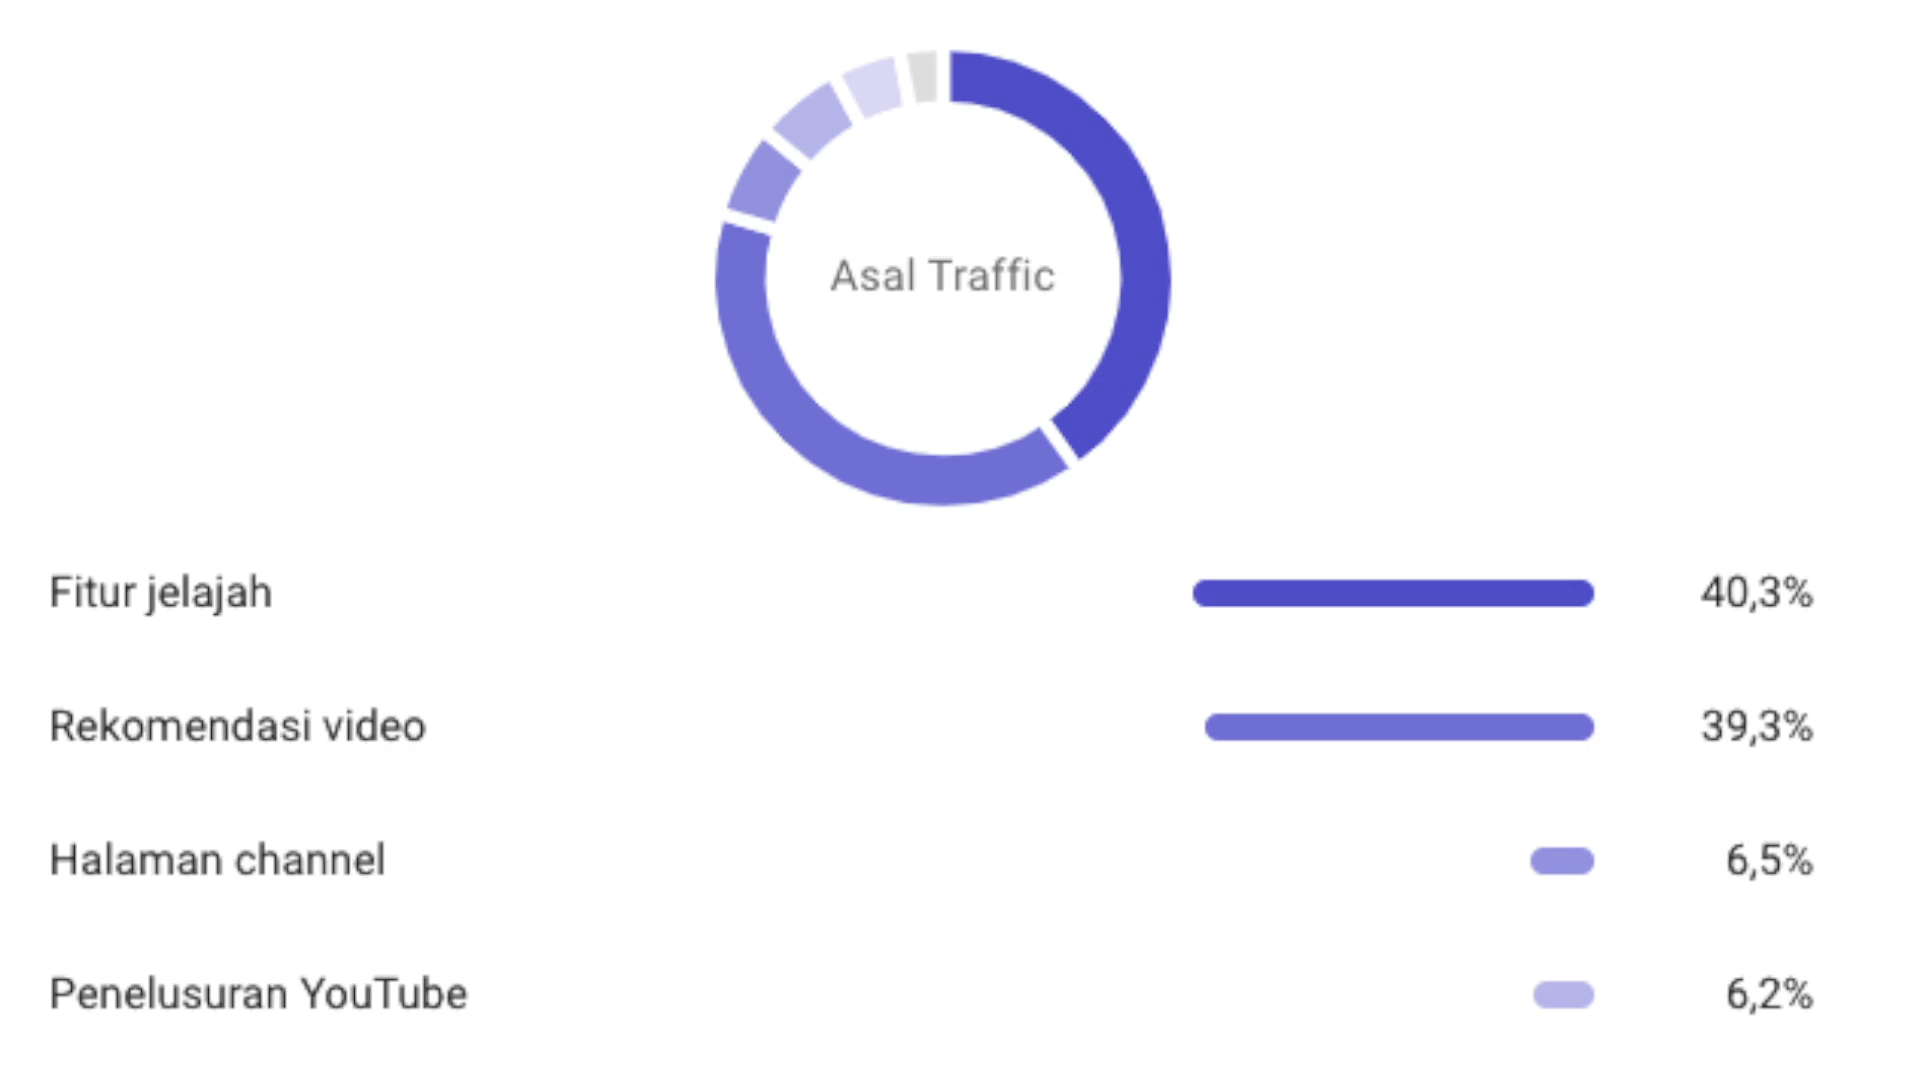 Asal Traffic
Fitur jelajah 40,3%
Rekomendasi video 39,3%
Halaman channel 6,5%
Penelusuran YouTube 6,2%